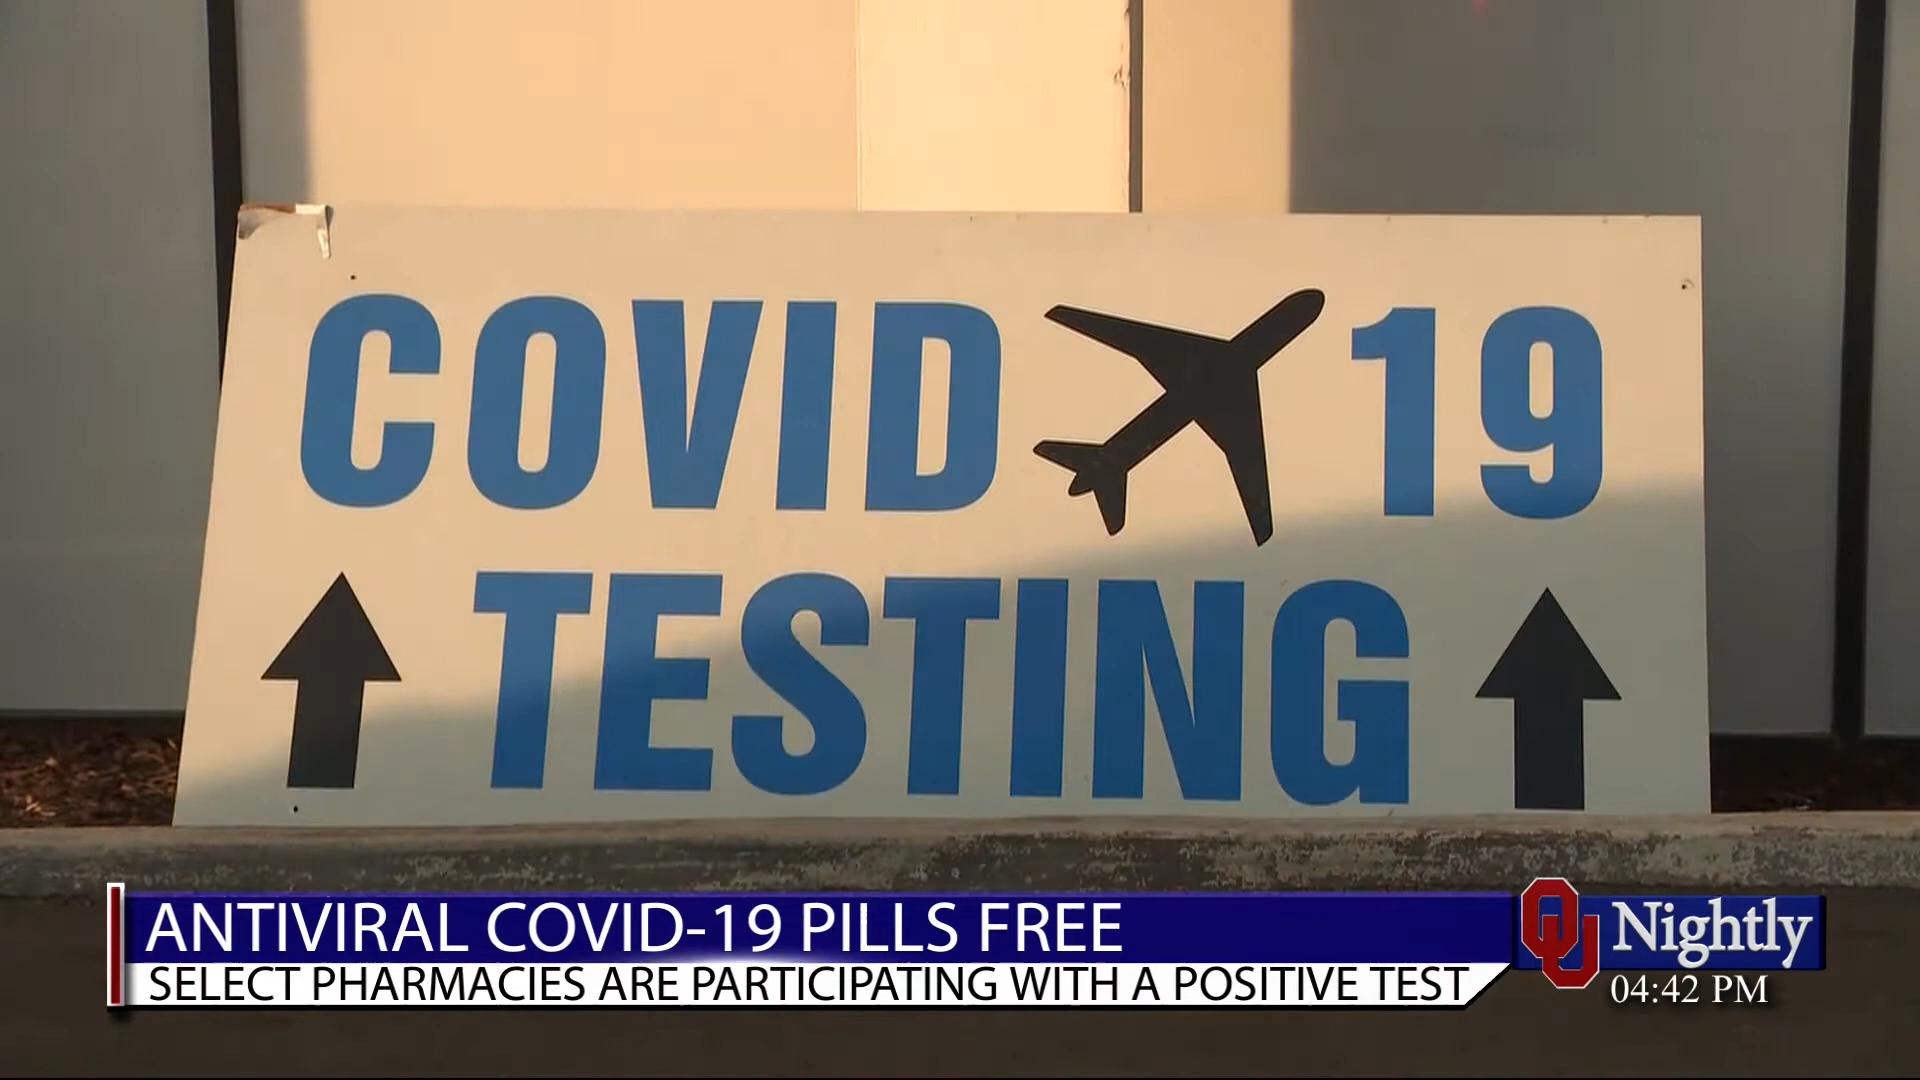 COVID 19
TESTING
ANTIVIRAL COVID-19 PILLS FREE
SELECT PHARMACIES ARE PARTICIPATING WITH A POSITIVE TEST
OU Nightly
04:42 PM